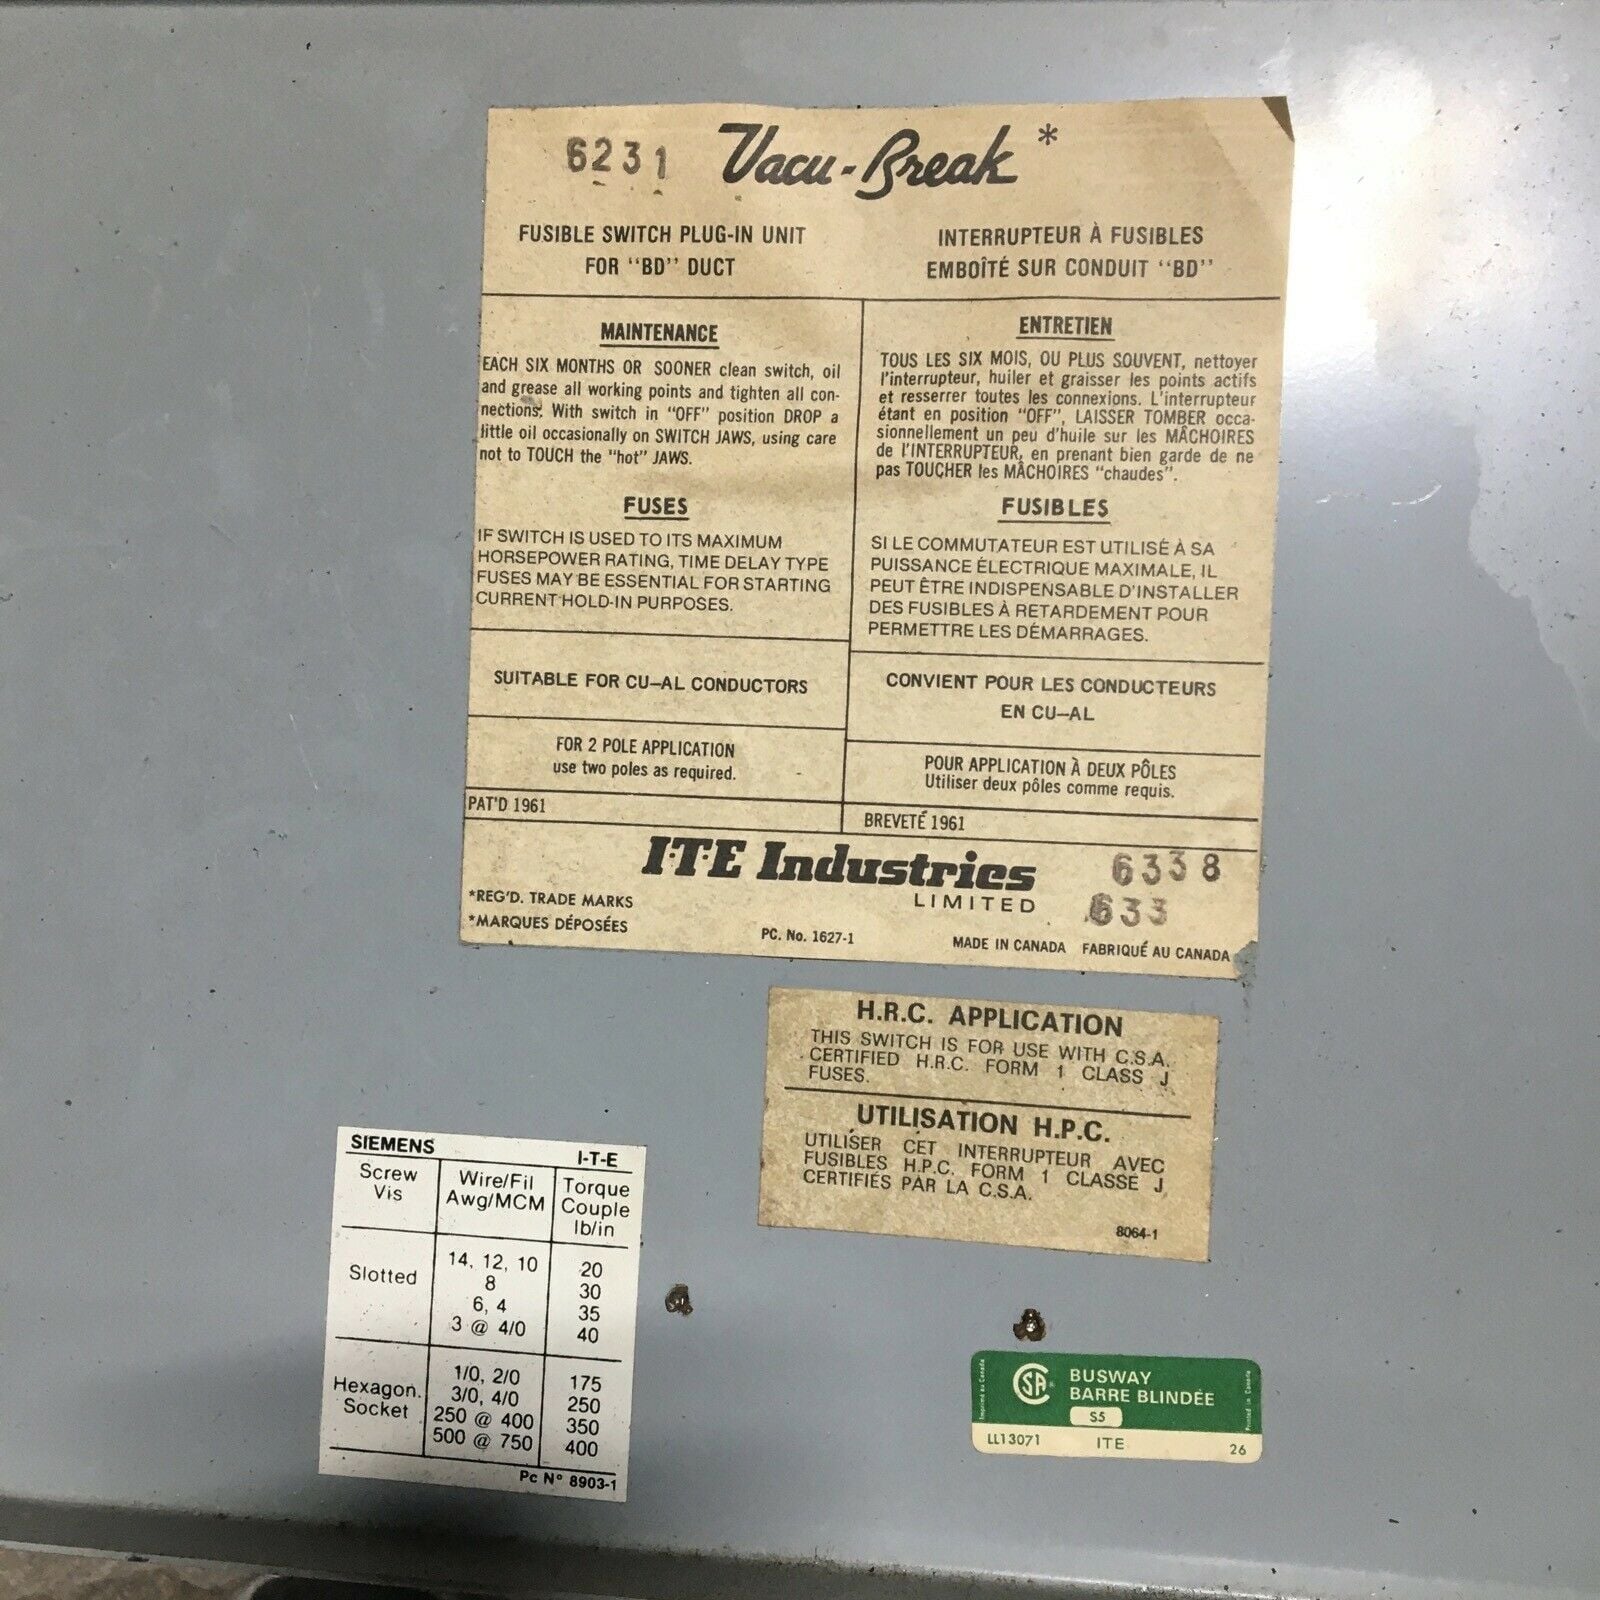 6231
Vacu-Break*
FUSIBLE SWITCH PLUG-IN UNIT
FOR "BD" DUCT
INTERRUPTEUR À FUSIBLES
EMBOÎTÉ SUR CONDUIT "BD"
MAINTENANCE
EACH SIX MONTHS OR SOONER clean switch, oil
and grease all working points and tighten all con-
nections. With switch in "OFF" position DROP a
little oil occasionally on SWITCH JAWS, using care
not to TOUCH the "hot" JAWS.
FUSES
IF SWITCH IS USED TO ITS MAXIMUM
HORSEPOWER RATING, TIME DELAY TYPE
FUSES MAY BE ESSENTIAL FOR STARTING
CURRENT HOLD-IN PURPOSES.
SUITABLE FOR CU-AL CONDUCTORS
FOR 2 POLE APPLICATION
use two poles as required.
PAT'D 1961
ENTRETIEN
TOUS LES SIX MOIS, OU PLUS SOUVENT, nettoyer
l'interrupteur, huiler et graisser les points actifs
et resserrer toutes les connexions. L'interrupteur
étant en position "OFF", LAISSER TOMBER occa-
sionnellement un peu d'huile sur les MÂCHOIRES
de l'INTERRUPTEUR, en prenant bien garde de ne
pas TOUCHER les MÂCHOIRES "chaudes".
FUSIBLES
SI LE COMMUTATEUR EST UTILISÉ À SA
PUISSANCE ÉLECTRIQUE MAXIMALE, IL
PEUT ÊTRE INDISPENSABLE D'INSTALLER
DES FUSIBLES À RETARDEMENT POUR
PERMETTRE LES DÉMARRAGES.
CONVIENT POUR LES CONDUCTEURS
EN CU-AL
POUR APPLICATION À DEUX PÔLES
Utiliser deux pôles comme requis.
BREVETÉ 1961
I·T·E Industries
LIMITED
6338
633
*REG'D. TRADE MARKS
*MARQUES DÉPOSÉES
PC. No. 1627-1
MADE IN CANADA FABRIQUÉ AU CANADA
H.R.C. APPLICATION
THIS SWITCH IS FOR USE WITH C.S.A.
CERTIFIED H.R.C. FORM 1 CLASS J
FUSES.
UTILISATION H.P.C.
UTILISER CET INTERRUPTEUR AVEC
FUSIBLES H.P.C. FORM 1 CLASSE J
CERTIFIÉS PAR LA C.S.A.
8064-1
SIEMENS I-T-E
Screw
Vis
Wire/Fil
Awg/MCM
Torque
Couple
lb/in
Slotted
14, 12, 10 20
8 30
6, 4 35
3 @ 4/0 40
Hexagon.
Socket
1/0, 2/0 175
3/0, 4/0 250
250 @ 400 350
500 @ 750 400
Pc N° 8903-1
Imprimé au Canada
CSA®
BUSWAY
BARRE BLINDÉE
S5
Printed in Canada
LL13071 ITE 26